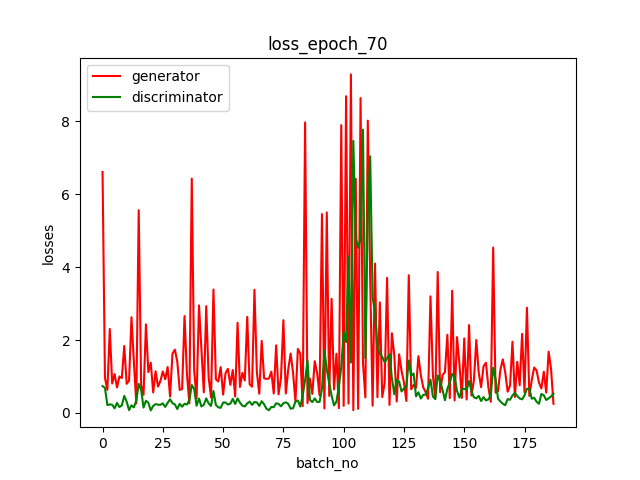 loss_epoch_70
generator
discriminator
8
6
4
2
0
losses
0 25 50 75 100 125 150 175
batch_no